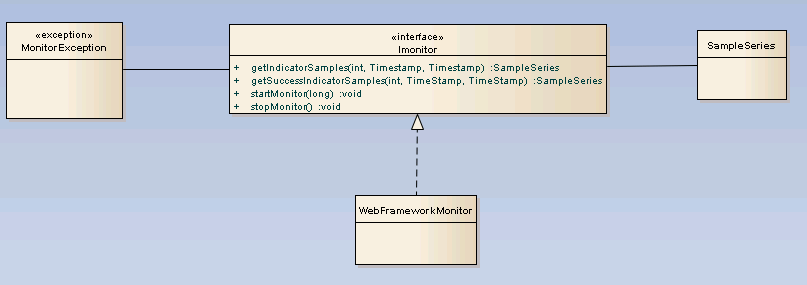 «exception»
MonitorException
«interface»
Imonitor
+ getIndicatorSamples(int, Timestamp, Timestamp) :SampleSeries
+ getSuccessIndicatorSamples(int, TimeStamp, TimeStamp) :SampleSeries
+ startMonitor(long) :void
+ stopMonitor() :void
SampleSeries
WebFrameworkMonitor